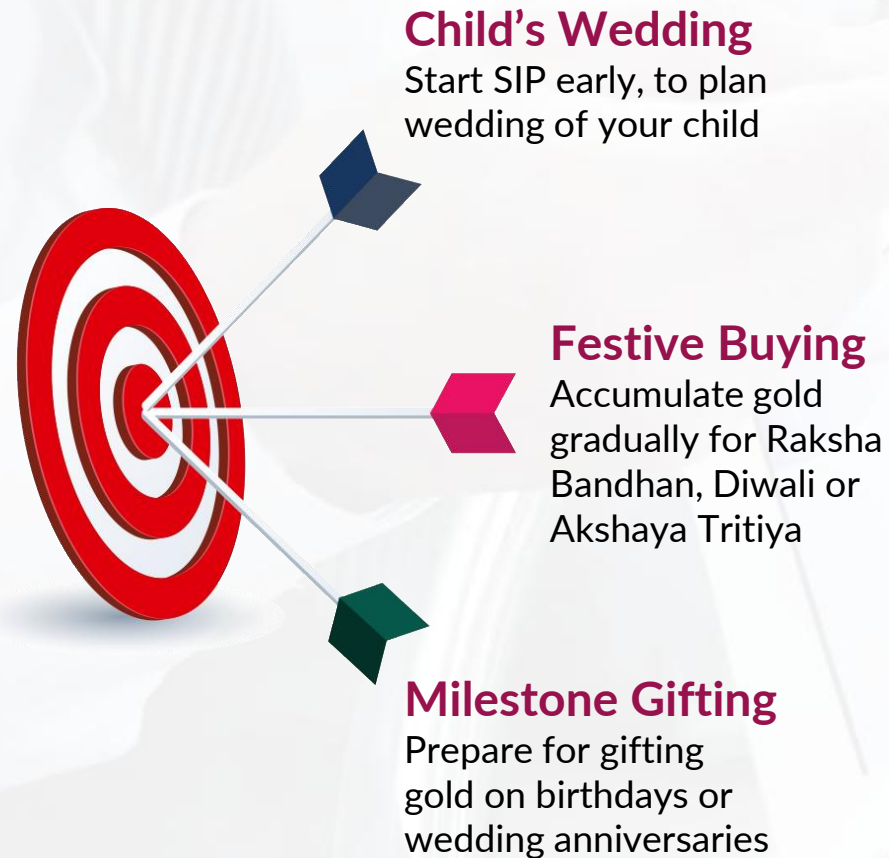 Child’s Wedding
Start SIP early, to plan
wedding of your child
Festive Buying
Accumulate gold
gradually for Raksha
Bandhan, Diwali or
Akshaya Tritiya
Milestone Gifting
Prepare for gifting
gold on birthdays or
wedding anniversaries